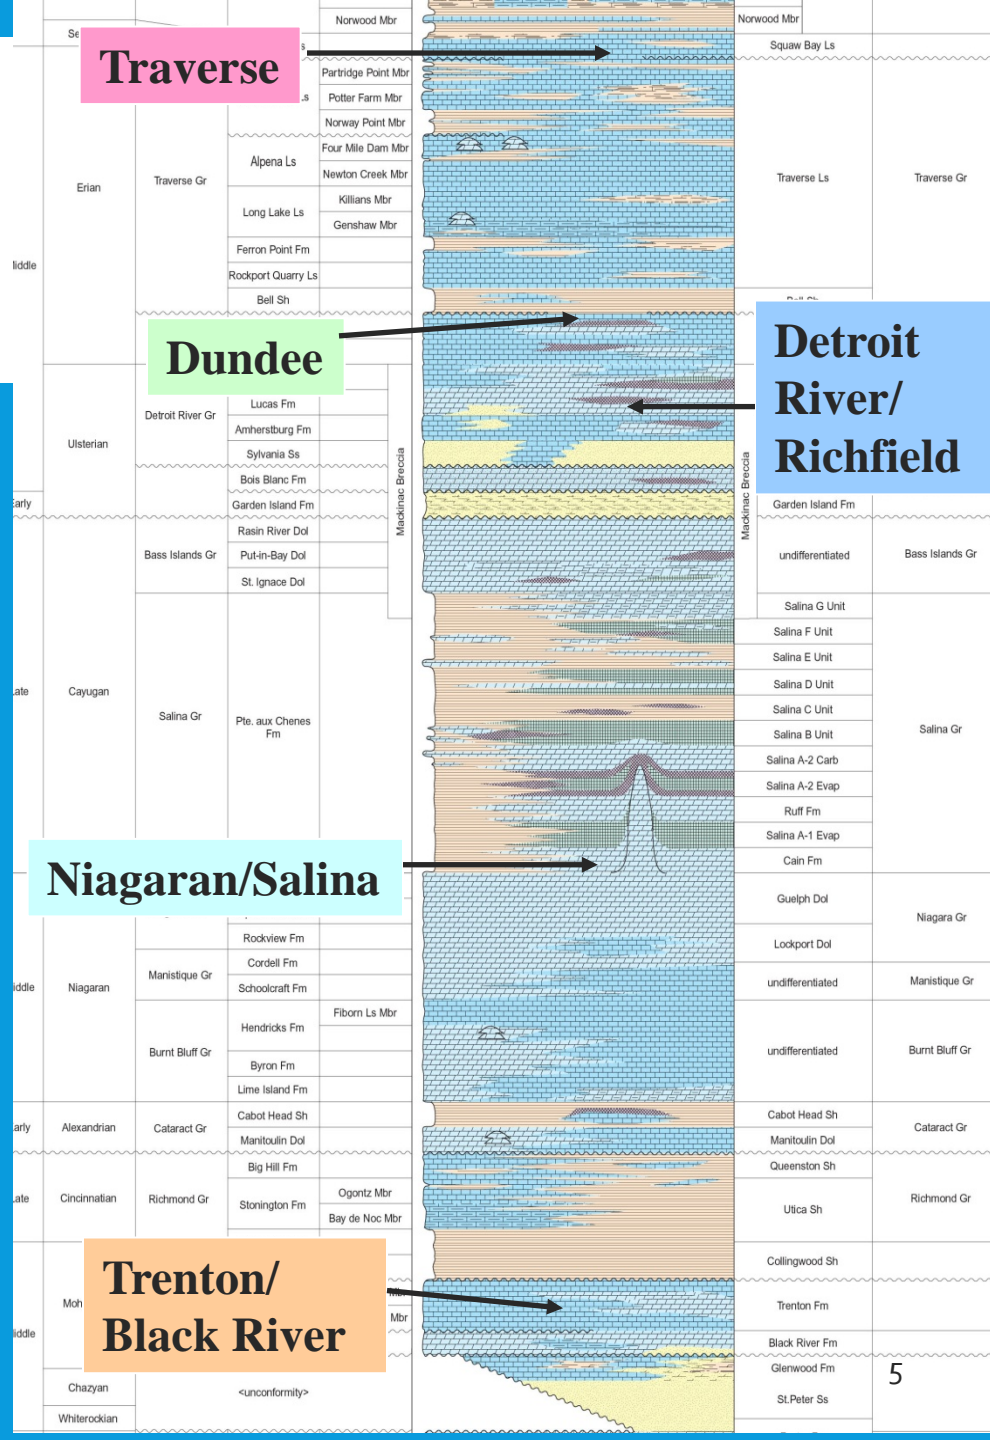 Norwood Mbr
Norwood Mbr
Se
Squaw Bay Ls
Traverse
Partridge Point Mbr
Potter Farm Mbr
Norway Point Mbr
Four Mile Dam Mbr
Alpena Ls
Newton Creek Mbr
Erian
Traverse Gr
Traverse Ls
Traverse Gr
Killians Mbr
Long Lake Ls
Genshaw Mbr
Ferron Point Fm
Rockport Quarry Ls
Bell Sh
Dundee
Detroit
River/
Richfield
Lucas Fm
Detroit River Gr
Amherstburg Fm
Ulsterian
Sylvania Ss
Bois Blanc Fm
Garden Island Fm
Mackinac Breccia
Mackinac Breccia
Garden Island Fm
Rasin River Dol
Bass Islands Gr
Put-in-Bay Dol
St. Ignace Dol
undifferentiated
Bass Islands Gr
Salina G Unit
Salina F Unit
Salina E Unit
Salina D Unit
Salina C Unit
Salina B Unit
Salina A-2 Carb
Salina A-2 Evap
Ruff Fm
Salina A-1 Evap
Cain Fm
Cayugan
Salina Gr
Pte. aux Chenes
Fm
Salina Gr
Niagaran/Salina
Guelph Dol
Niagara Gr
Lockport Dol
Rockview Fm
Cordell Fm
Manistique Gr
Schoolcraft Fm
Niagaran
undifferentiated
Manistique Gr
Fiborn Ls Mbr
Hendricks Fm
Burnt Bluff Gr
Byron Fm
Lime Island Fm
undifferentiated
Burnt Bluff Gr
Cabot Head Sh
Alexandrian
Cataract Gr
Manitoulin Dol
Cabot Head Sh
Manitoulin Dol
Cataract Gr
Big Hill Fm
Cincinnatian
Richmond Gr
Stonington Fm
Ogontz Mbr
Bay de Noc Mbr
Queenston Sh
Utica Sh
Richmond Gr
Collingwood Sh
Trenton/
Black River
Moh
Mbr
Trenton Fm
Black River Fm
Glenwood Fm
5
Chazyan
<unconformity>
St.Peter Ss
Whiterockian